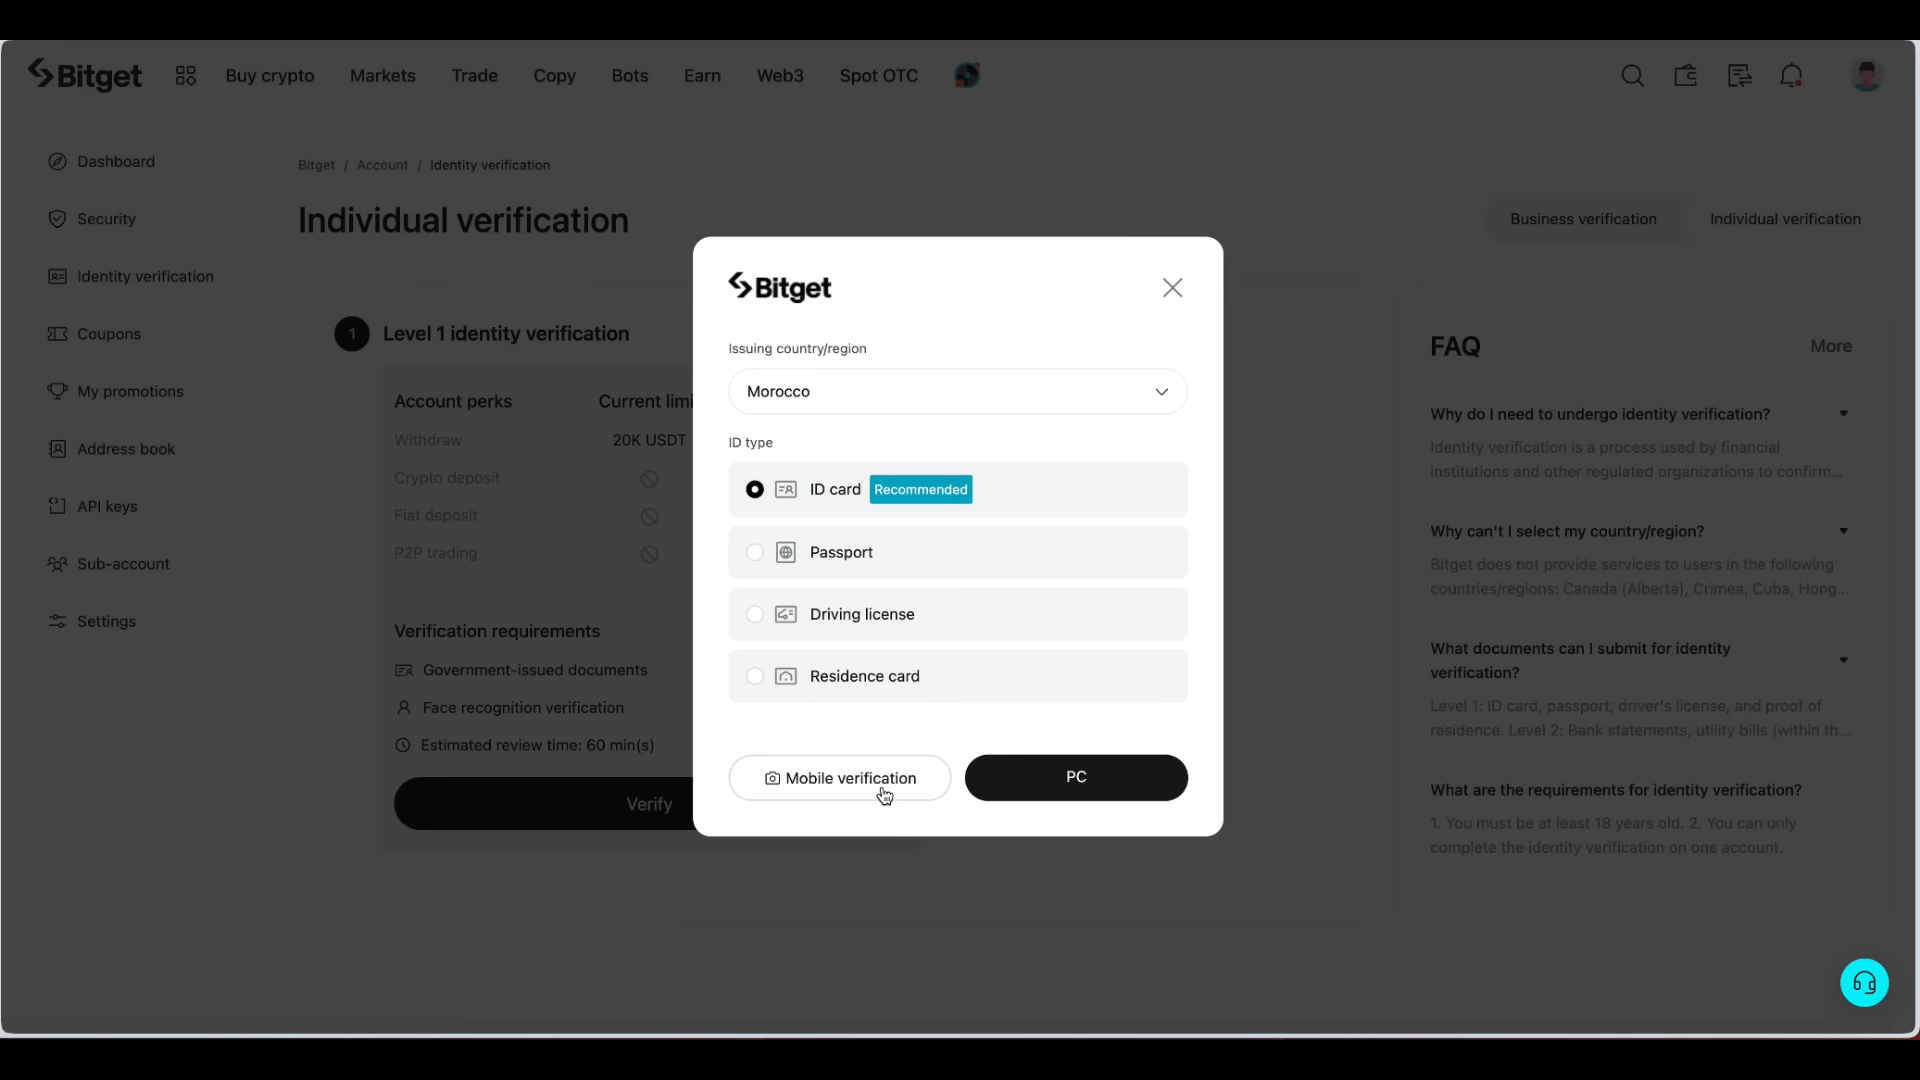 Bitget
Buy crypto
Markets
Trade
Copy
Bots
Earn
Web3
Spot OTC
Dashboard
Security
Identity verification
Coupons
My promotions
Address book
API keys
Sub-account
Settings
Bitget / Account / Identity verification
Individual verification
Business verification
Individual verification
1
Level 1 identity verification
Account perks
Current limi
Withdraw
20K USDT
Crypto deposit
Fiat deposit
P2P trading
Verification requirements
Government-issued documents
Face recognition verification
Estimated review time: 60 min(s)
Verify
Bitget
Issuing country/region
Morocco
ID type
ID card Recommended
Passport
Driving license
Residence card
Mobile verification
PC
FAQ
More
Why do I need to undergo identity verification?
Identity verification is a process used by financial
institutions and other regulated organizations to confirm...
Why can't I select my country/region?
Bitget does not provide services to users in the following
countries/regions: Canada (Alberta), Crimea, Cuba, Hong...
What documents can I submit for identity
verification?
Level 1: ID card, passport, driver's license, and proof of
residence. Level 2: Bank statements, utility bills (within th...
What are the requirements for identity verification?
1. You must be at least 18 years old. 2. You can only
complete the identity verification on one account.